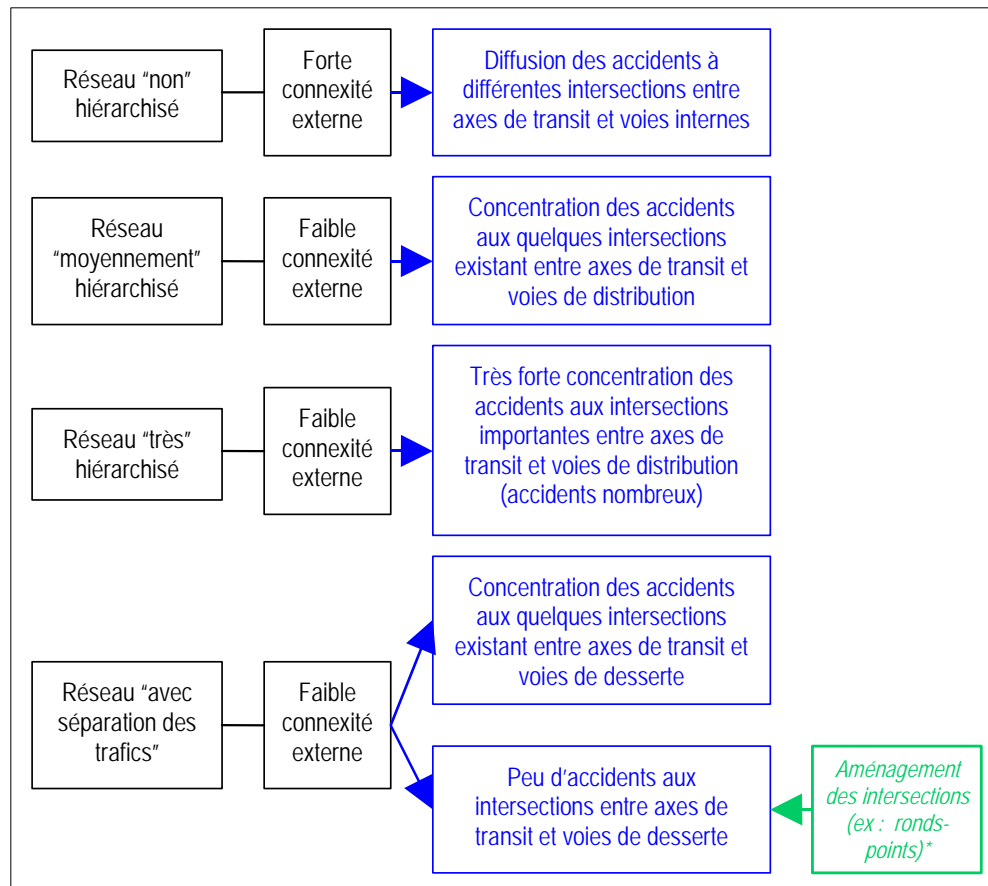 Réseau “non”
hiérarchisé
Forte
connexité
externe
Diffusion des accidents à
différentes intersections entre
axes de transit et voies internes
Réseau
“moyennement”
hiérarchisé
Faible
connexité
externe
Concentration des accidents
aux quelques intersections
existant entre axes de transit et
voies de distribution
Réseau “très”
hiérarchisé
Faible
connexité
externe
Très forte concentration des
accidents aux intersections
importantes entre axes de
transit et voies de distribution
(accidents nombreux)
Réseau “avec
séparation des
trafics”
Faible
connexité
externe
Concentration des accidents
aux quelques intersections
existant entre axes de transit et
voies de desserte
Peu d’accidents aux
intersections entre axes de
transit et voies de desserte
Aménagement
des intersections
(ex : ronds-
points)*